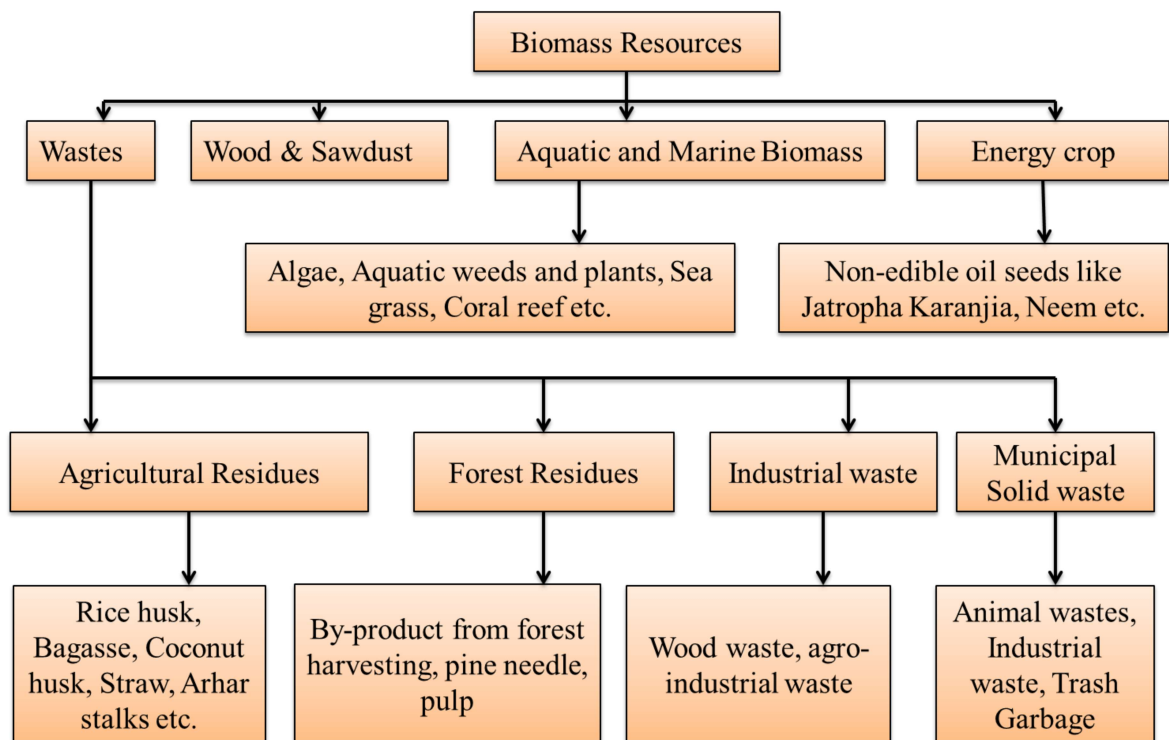 Biomass Resources
Wastes
Wood & Sawdust
Aquatic and Marine Biomass
Energy crop
Algae, Aquatic weeds and plants, Sea
grass, Coral reef etc.
Non-edible oil seeds like
Jatropha Karanjia, Neem etc.
Agricultural Residues
Forest Residues
Industrial waste
Municipal
Solid waste
Rice husk,
Bagasse, Coconut
husk, Straw, Arhar
stalks etc.
By-product from forest
harvesting, pine needle,
pulp
Wood waste, agro-
industrial waste
Animal wastes,
Industrial
waste, Trash
Garbage